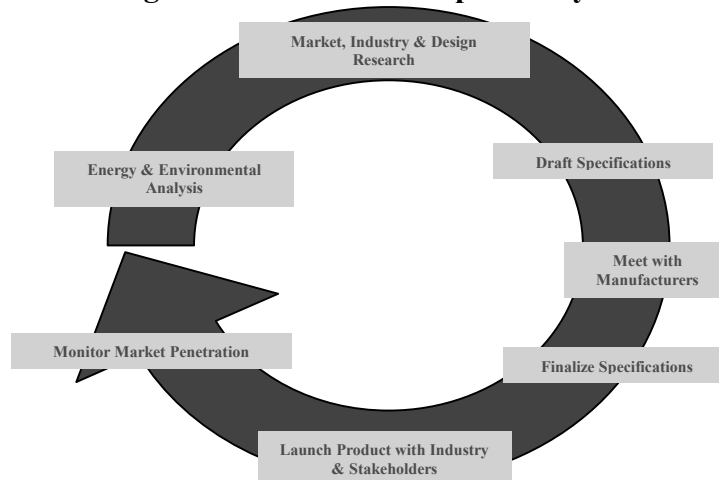 Market, Industry & Design
Research
Energy & Environmental
Analysis
Draft Specifications
Meet with
Manufacturers
Monitor Market Penetration
Finalize Specifications
Launch Product with Industry
& Stakeholders